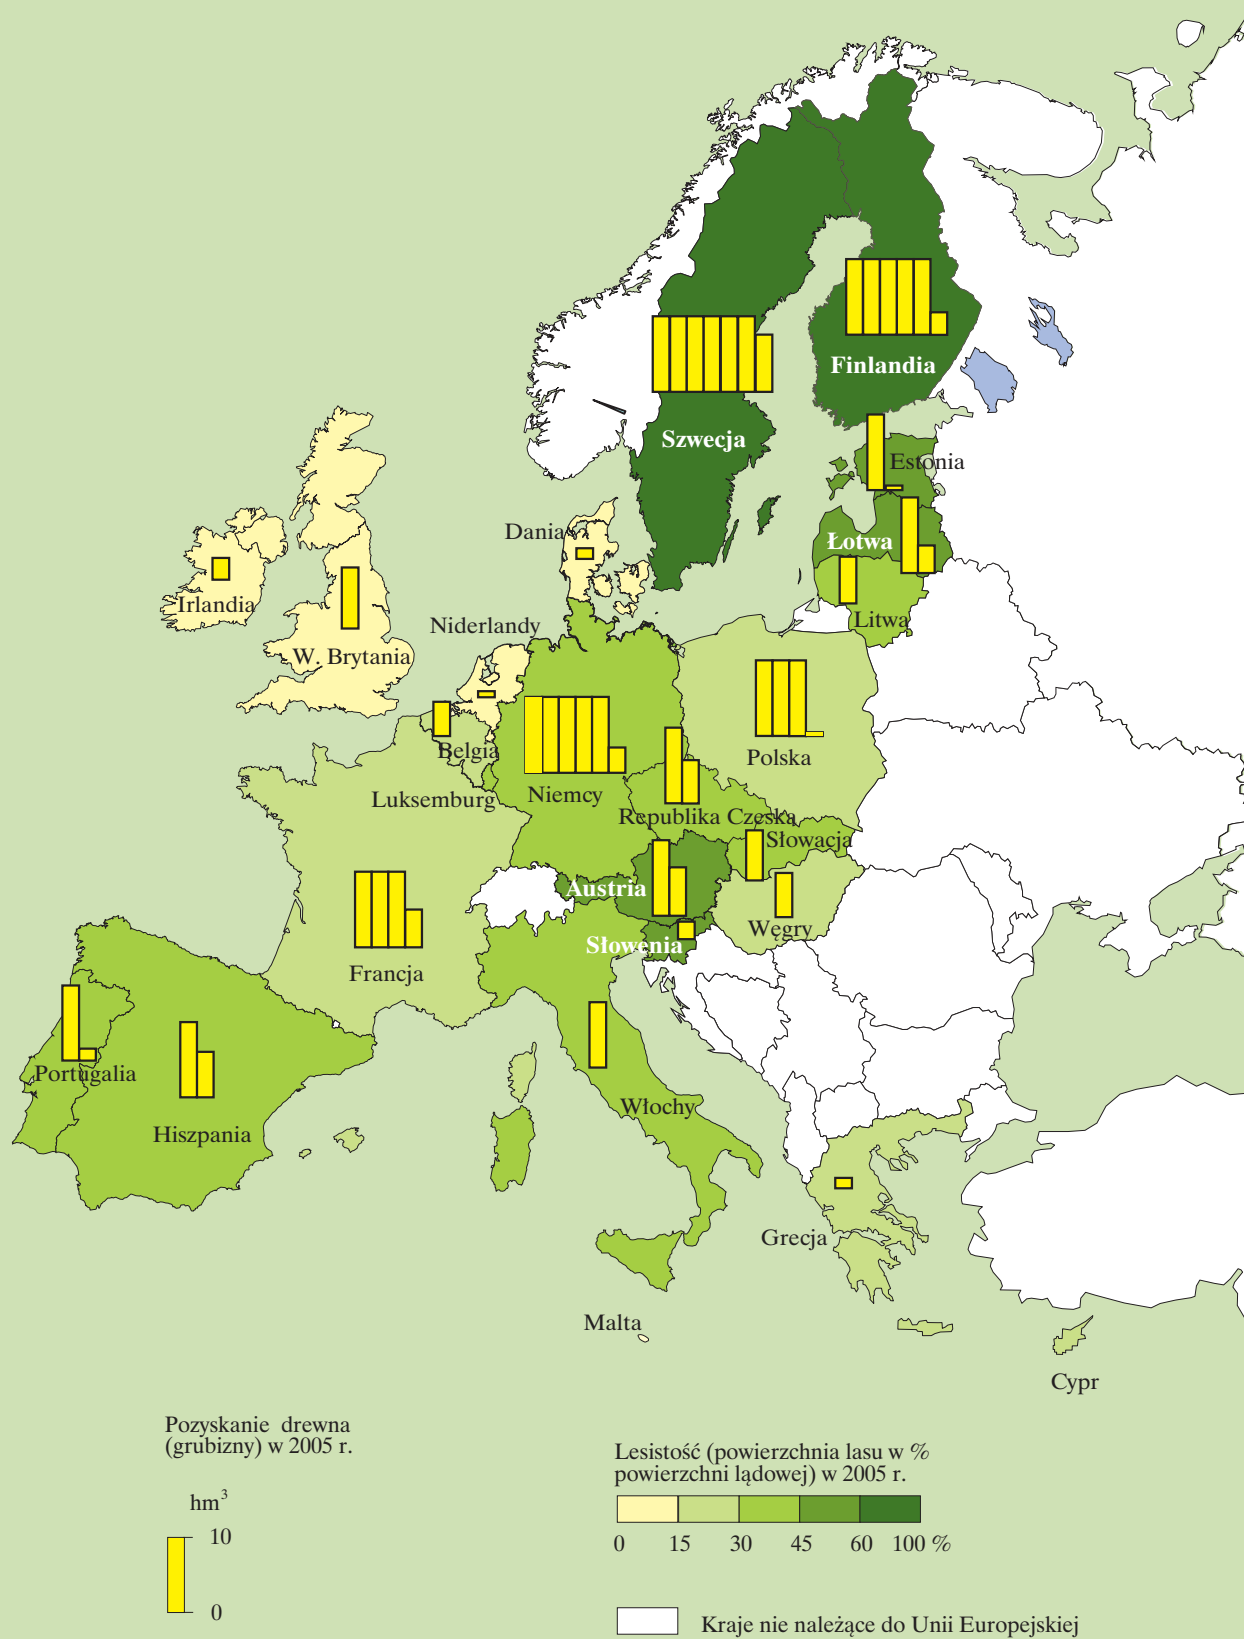 Finlandia
Szwecja
Estonia
Dania
Łotwa
Irlandia
Litwa
Niderlandy
W. Brytania
Belgia
Polska
Luksemburg
Niemcy
Republika Czeska
Słowacja
Austria
Węgry
Słowenia
Francja
Portugalia
Włochy
Hiszpania
Grecja
Malta
Cypr
Pozyskanie drewna
(grubizny) w 2005 r.
hm³
10
0
Lesistość (powierzchnia lasu w %
powierzchni lądowej) w 2005 r.
0 15 30 45 60 100 %
Kraje nie należące do Unii Europejskiej